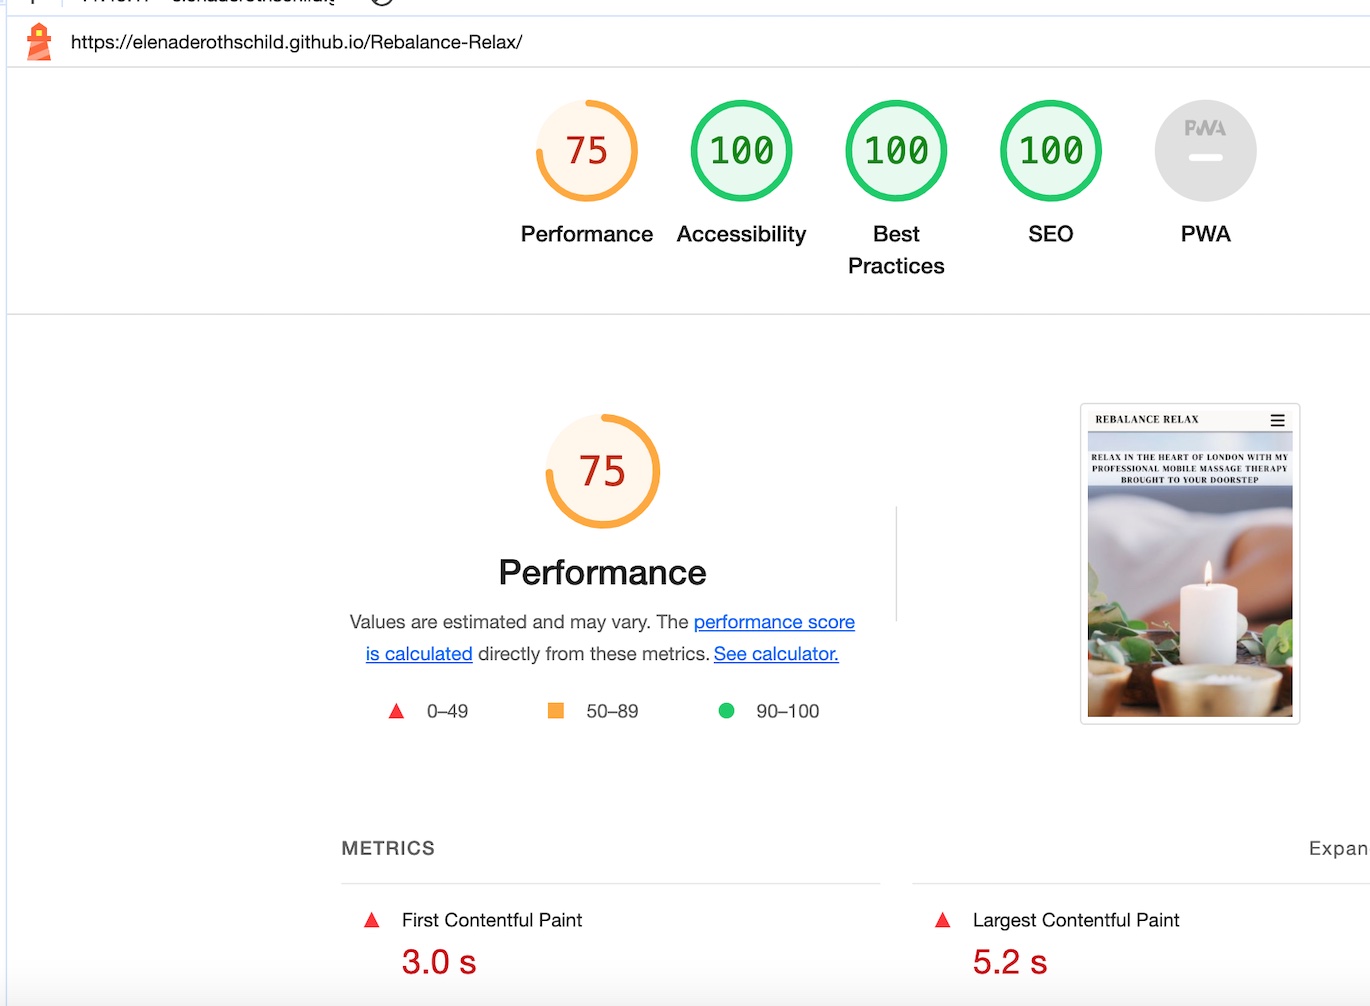 https://elenaderothschild.github.io/Rebalance-Relax/
75
100
100
100
PWA
Performance
Accessibility
Best
Practices
SEO
PWA
75
Performance
Values are estimated and may vary. The performance score
is calculated directly from these metrics. See calculator.
0–49
50–89
90–100
REBALANCE RELAX
RELAX IN THE HEART OF LONDON WITH MY
PROFESSIONAL MOBILE MASSAGE THERAPY
BROUGHT TO YOUR DOORSTEP
METRICS
Expan
First Contentful Paint
3.0 s
Largest Contentful Paint
5.2 s